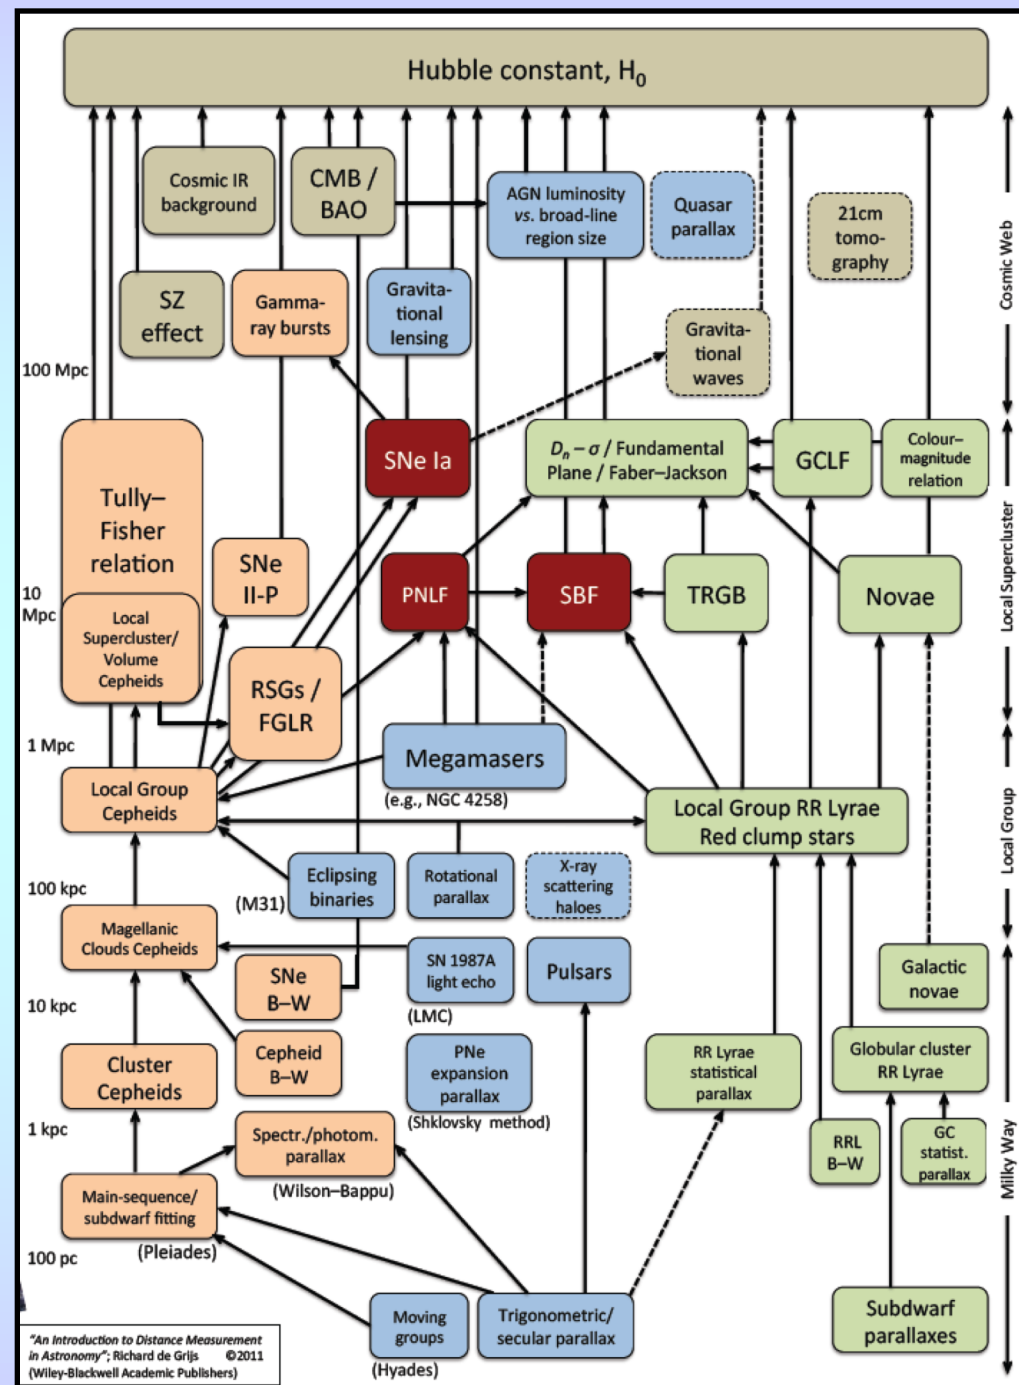 Hubble constant, H₀
Cosmic IR
background
CMB /
BAO
AGN luminosity
vs. broad-line
region size
Quasar
parallax
21cm
tomo-
graphy
Cosmic Web
SZ
effect
Gamma-
ray bursts
Gravita-
tional
lensing
Gravita-
tional
waves
100 Mpc
Tully–
Fisher
relation
SNe Ia
Dₙ – σ / Fundamental
Plane / Faber–Jackson
GCLF
Colour–
magnitude
relation
Local Supercluster
SNe
II-P
PNLF
SBF
TRGB
Novae
10
Mpc
Local
Supercluster/
Volume
Cepheids
RSGs /
FGLR
1 Mpc
Megamasers
(e.g., NGC 4258)
Local Group
Cepheids
Local Group RR Lyrae
Red clump stars
Local Group
100 kpc
Eclipsing
binaries
(M31)
Rotational
parallax
X-ray
scattering
haloes
Magellanic
Clouds Cepheids
SNe
B–W
SN 1987A
light echo
(LMC)
Pulsars
Galactic
novae
10 kpc
Cluster
Cepheids
Cepheid
B–W
PNe
expansion
parallax
(Shklovsky method)
RR Lyrae
statistical
parallax
Globular cluster
RR Lyrae
1 kpc
Spectr./photom.
parallax
(Wilson–Bappu)
RRL
B–W
GC
statist.
parallax
Milky Way
Main-sequence/
subdwarf fitting
(Pleiades)
100 pc
Moving
groups
(Hyades)
Trigonometric/
secular parallax
Subdwarf
parallaxes
"An Introduction to Distance Measurement
in Astronomy"; Richard de Grijs ©2011
(Wiley-Blackwell Academic Publishers)